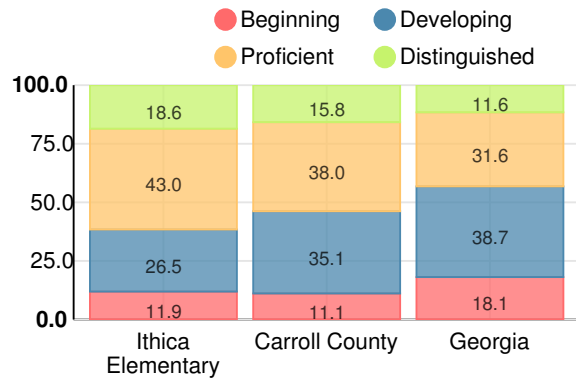 Beginning
Developing
Proficient
Distinguished
100.0
75.0
50.0
25.0
0.0
18.6
15.8
11.6
43.0
38.0
31.6
26.5
35.1
38.7
11.9
11.1
18.1
Ithica
Elementary
Carroll County
Georgia